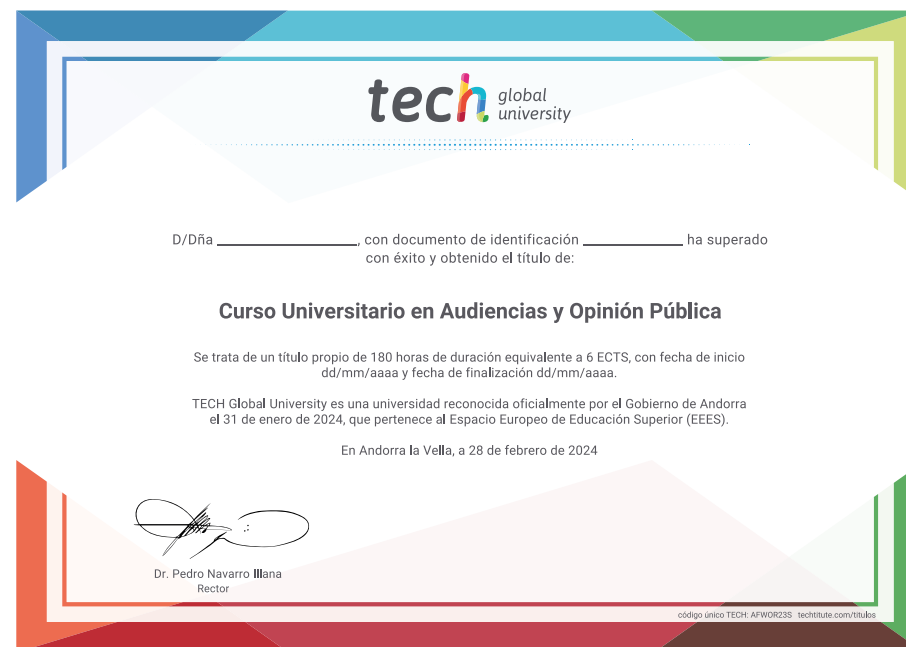 tech global university
D/Dña ____________________, con documento de identificación ______________ ha superado
con éxito y obtenido el título de:
Curso Universitario en Audiencias y Opinión Pública
Se trata de un título propio de 180 horas de duración equivalente a 6 ECTS, con fecha de inicio
dd/mm/aaaa y fecha de finalización dd/mm/aaaa.
TECH Global University es una universidad reconocida oficialmente por el Gobierno de Andorra
el 31 de enero de 2024, que pertenece al Espacio Europeo de Educación Superior (EEES).
En Andorra la Vella, a 28 de febrero de 2024
Dr. Pedro Navarro Illana
Rector
código único TECH: AFWOR23S techtitute.com/titulos